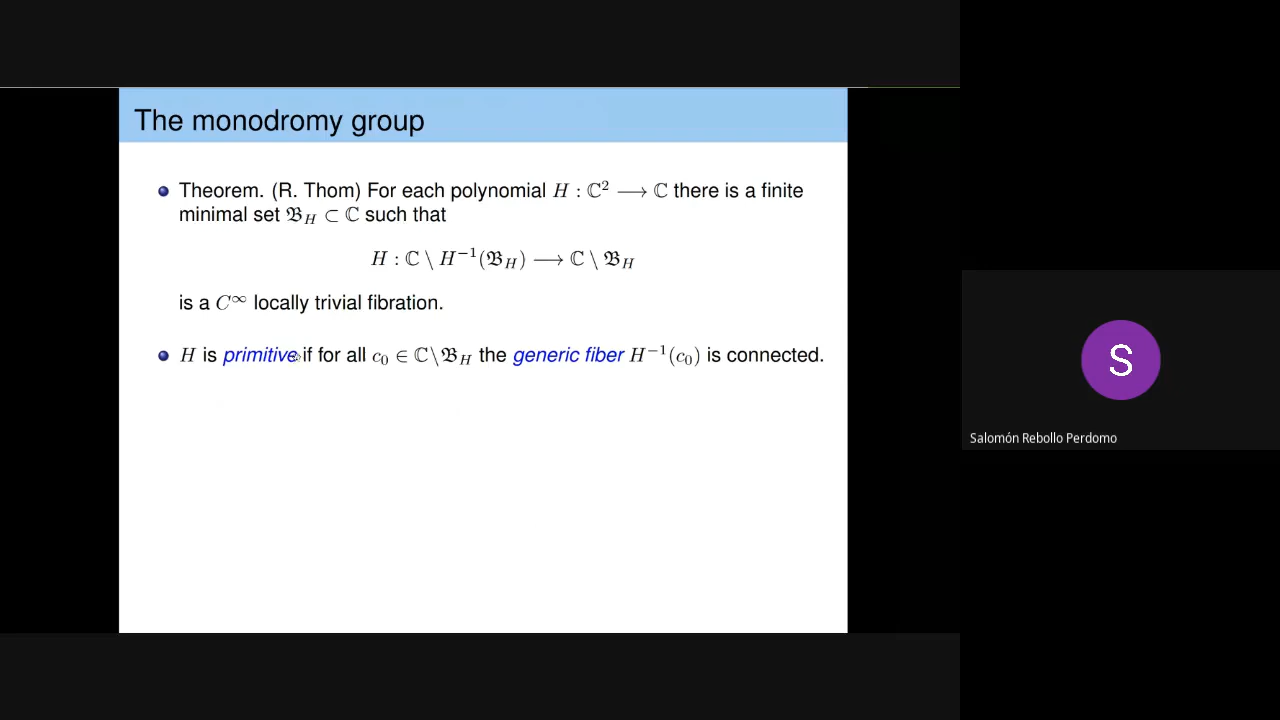 The monodromy group
Theorem. (R. Thom) For each polynomial H : ℂ² ⟶ ℂ there is a finite
minimal set 𝔅_H ⊂ ℂ such that
H : ℂ \ H⁻¹(𝔅_H) ⟶ ℂ \ 𝔅_H
is a C^∞ locally trivial fibration.
H is primitive if for all c₀ ∈ ℂ\𝔅_H the generic fiber H⁻¹(c₀) is connected.
S
Salomón Rebollo Perdomo